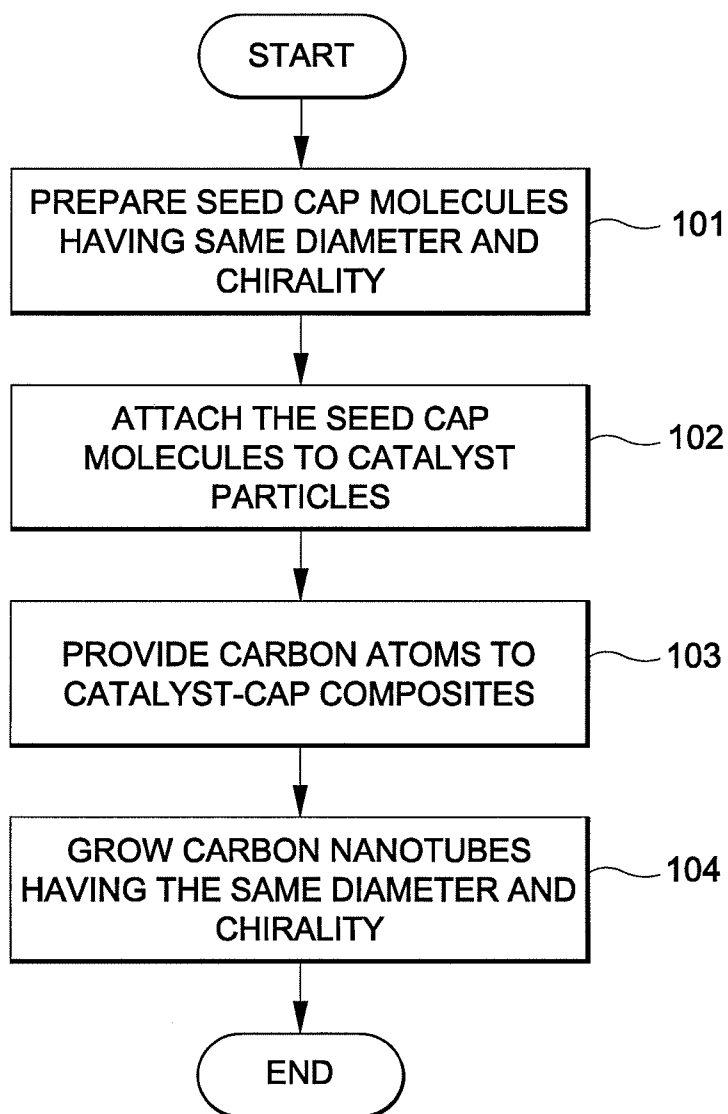 START
PREPARE SEED CAP MOLECULES
HAVING SAME DIAMETER AND
CHIRALITY
101
ATTACH THE SEED CAP
MOLECULES TO CATALYST
PARTICLES
102
PROVIDE CARBON ATOMS TO
CATALYST-CAP COMPOSITES
103
GROW CARBON NANOTUBES
HAVING THE SAME DIAMETER AND
CHIRALITY
104
END